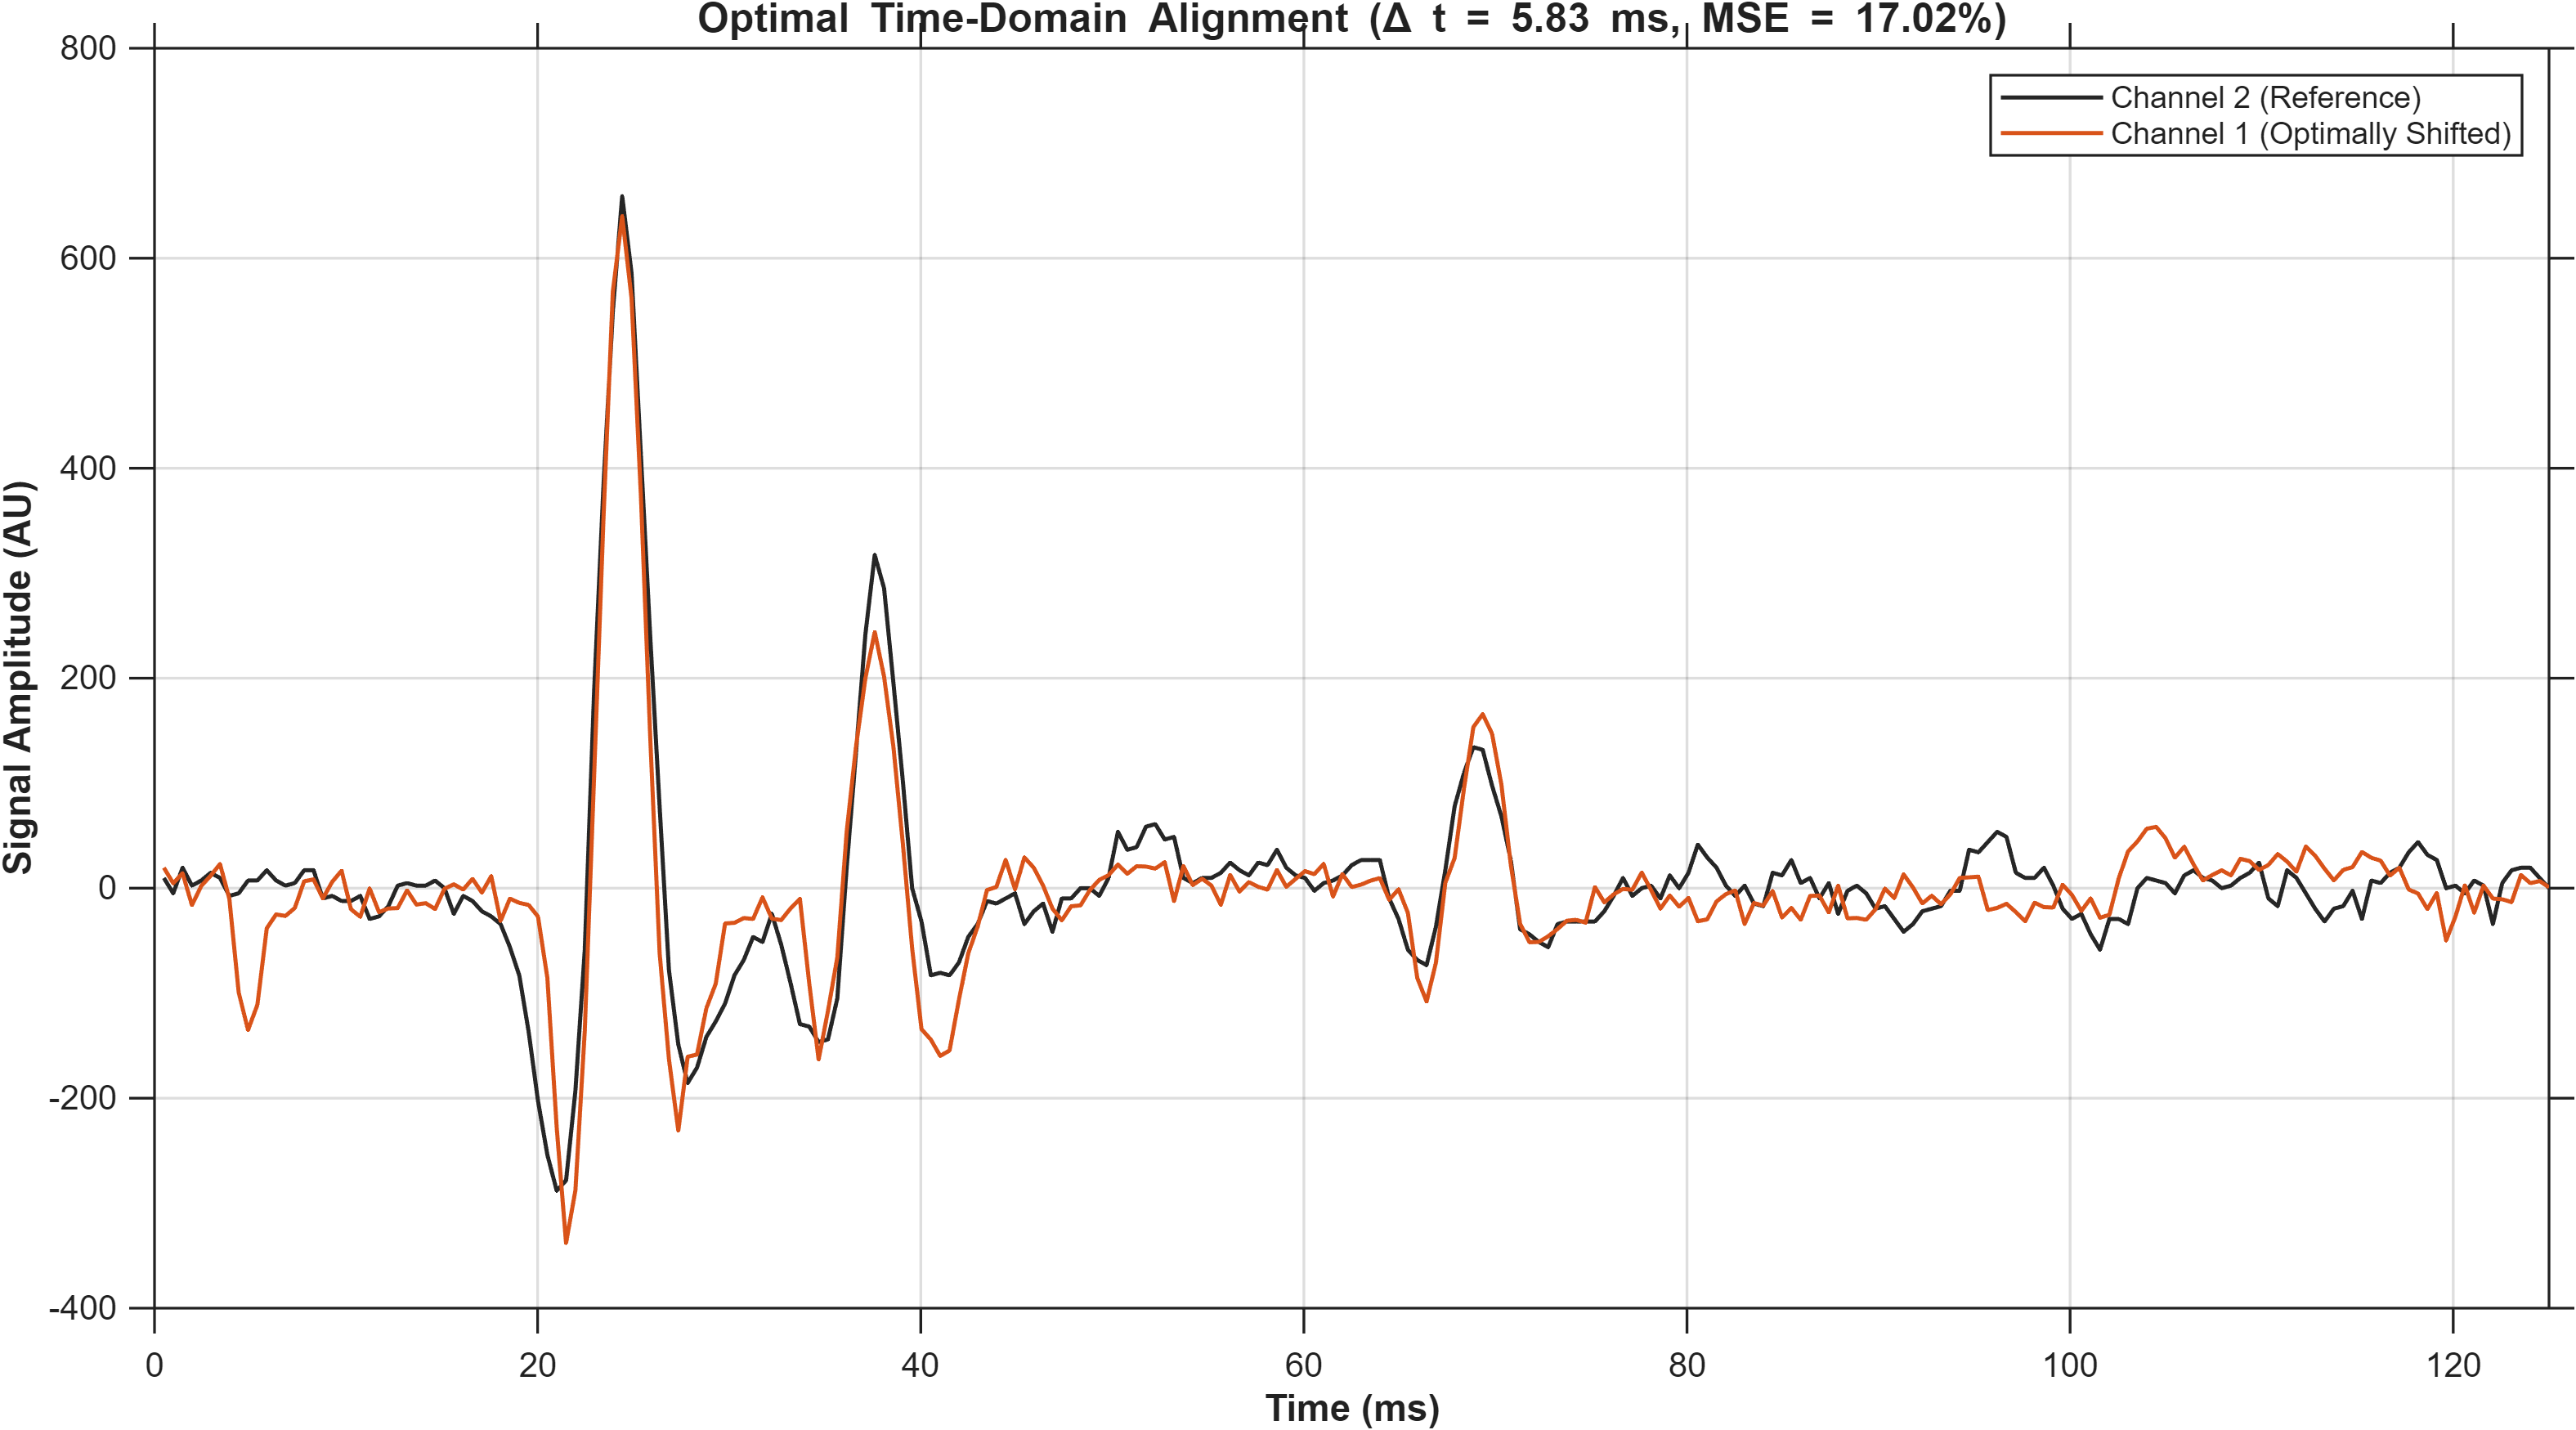 Optimal Time-Domain Alignment (Δ t = 5.83 ms, MSE = 17.02%)
Channel 2 (Reference)
Channel 1 (Optimally Shifted)
Signal Amplitude (AU)
800
600
400
200
0
-200
-400
0 20 40 60 80 100 120
Time (ms)